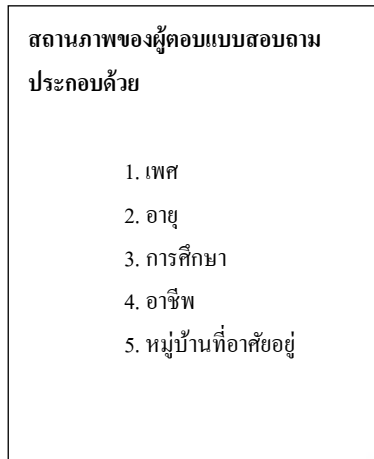 สถานภาพของผู้ตอบแบบสอบถาม
ประกอบด้วย
1. เพศ
2. อายุ
3. การศึกษา
4. อาชีพ
5. หมู่บ้านที่อาศัยอยู่